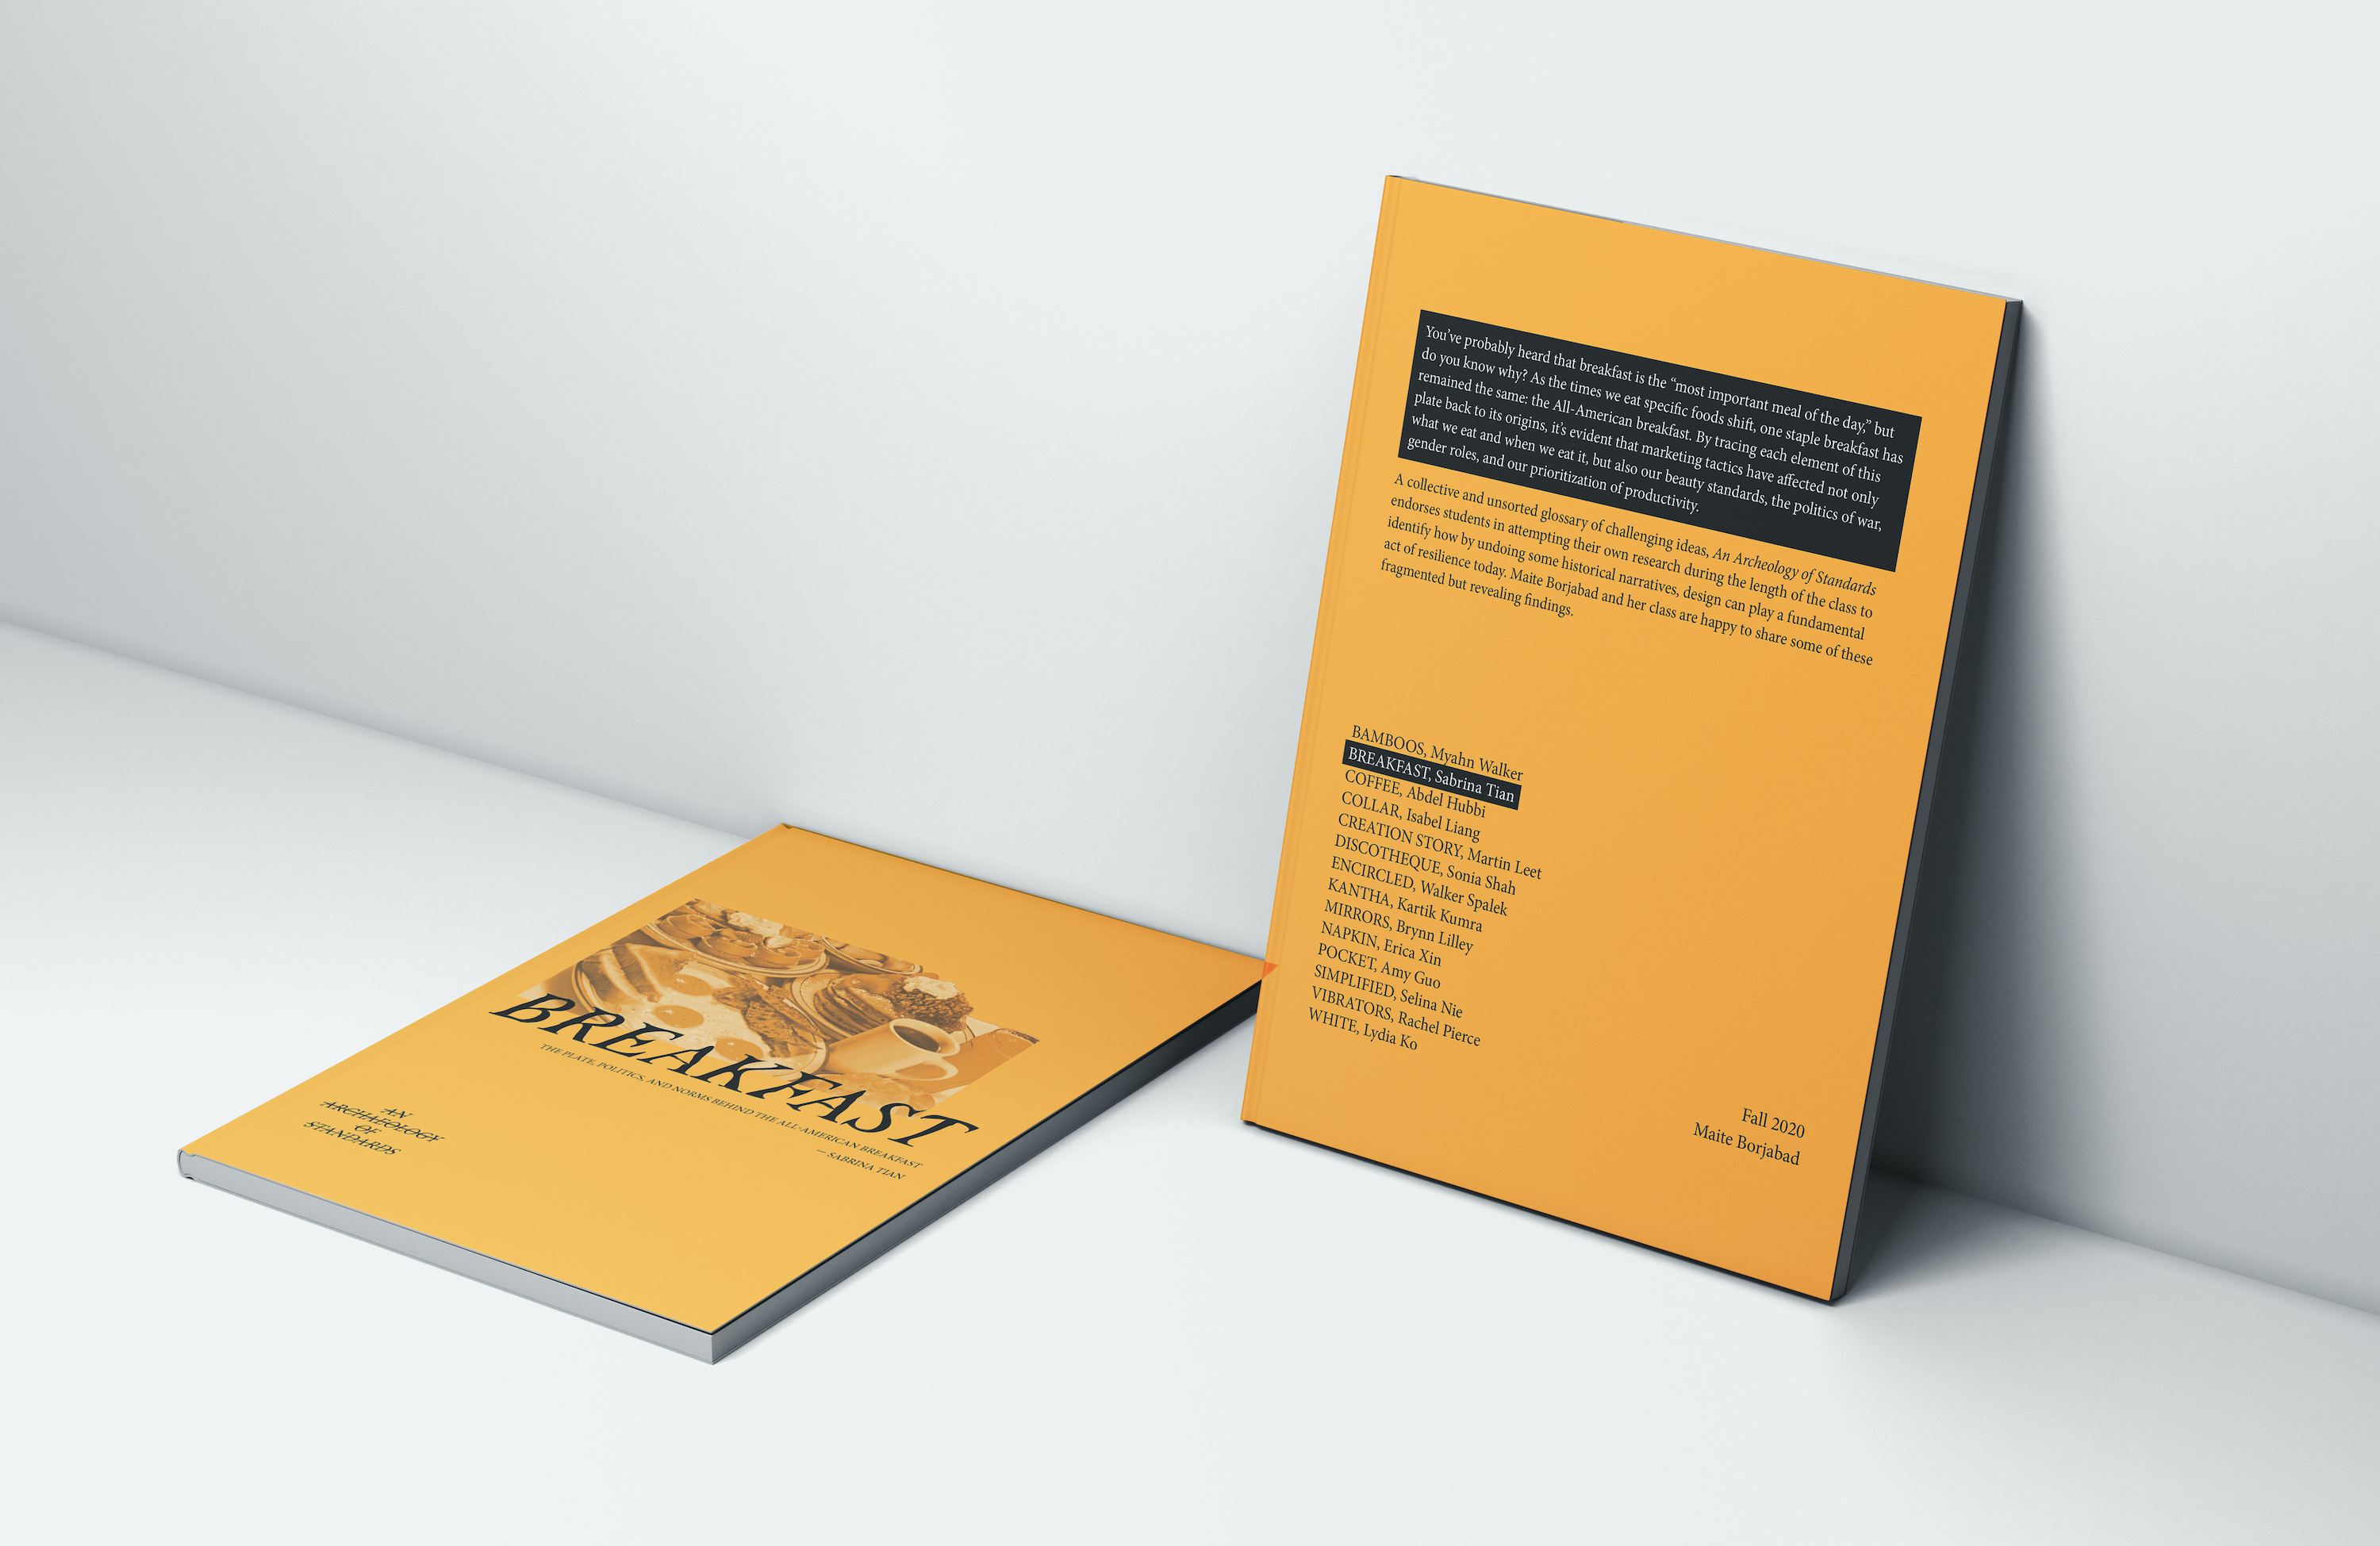 BREAKFAST
THE PLATE, POLITICS, AND NORMS BEHIND THE ALL-AMERICAN BREAKFAST
— SABRINA TIAN
AN
ARCHAEOLOGY
OF
STANDARDS
You’ve probably heard that breakfast is the “most important meal of the day,” but
do you know why? As the times we eat specific foods shift, one staple breakfast has
remained the same: the All-American breakfast. By tracing each element of this
plate back to its origins, it’s evident that marketing tactics have affected not only
what we eat and when we eat it, but also our beauty standards, the politics of war,
gender roles, and our prioritization of productivity.
A collective and unsorted glossary of challenging ideas, An Archeology of Standards
endorses students in attempting their own research during the length of the class to
identify how by undoing some historical narratives, design can play a fundamental
act of resilience today. Maite Borjabad and her class are happy to share some of these
fragmented but revealing findings.
BAMBOOS, Myahn Walker
BREAKFAST, Sabrina Tian
COFFEE, Abdel Hubbi
COLLAR, Isabel Liang
CREATION STORY, Martin Leet
DISCOTHEQUE, Sonia Shah
ENCIRCLED, Walker Spalek
KANTHA, Kartik Kumra
MIRRORS, Brynn Lilley
NAPKIN, Erica Xin
POCKET, Amy Guo
SIMPLIFIED, Selina Nie
VIBRATORS, Rachel Pierce
WHITE, Lydia Ko
Fall 2020
Maite Borjabad